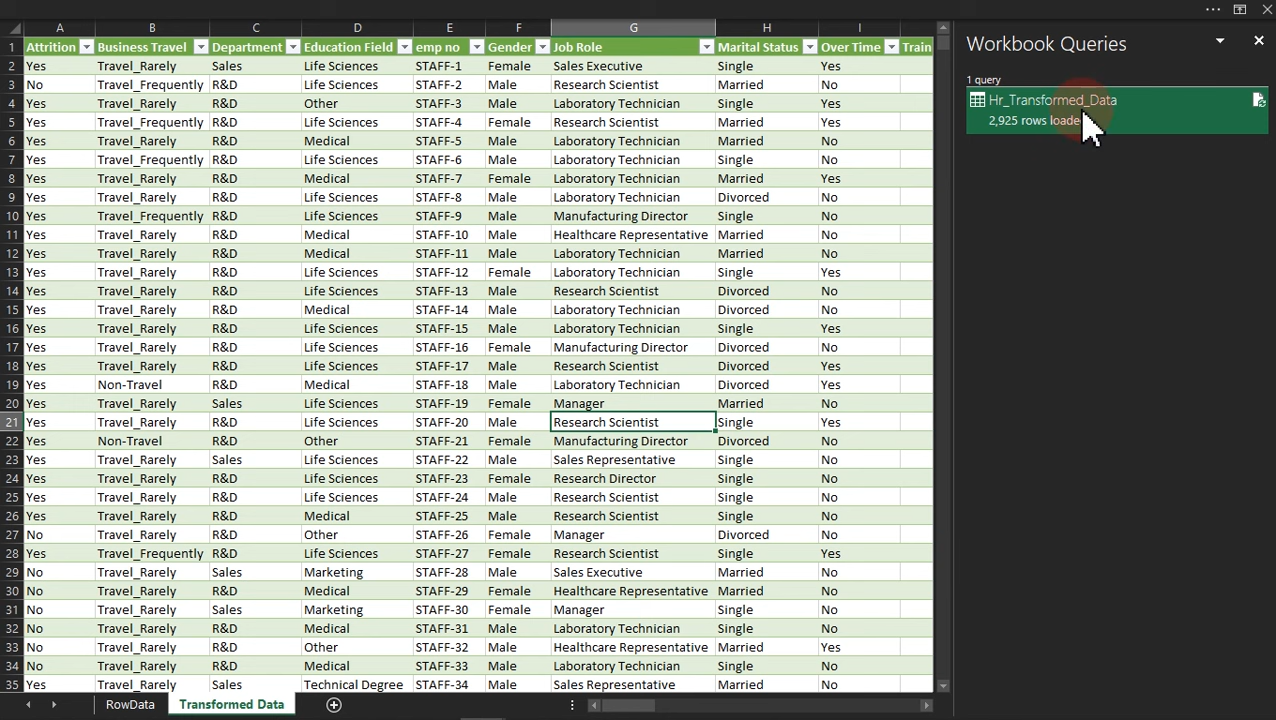 Workbook Queries
1 query
Hr_Transformed_Data
2,925 rows loade
A B C D E F G H I
1 Attrition Business Travel Department Education Field emp no Gender Job Role Marital Status Over Time Train
2 Yes Travel_Rarely Sales Life Sciences STAFF-1 Female Sales Executive Single Yes
3 No Travel_Frequently R&D Life Sciences STAFF-2 Male Research Scientist Married No
4 Yes Travel_Rarely R&D Other STAFF-3 Male Laboratory Technician Single Yes
5 Yes Travel_Frequently R&D Life Sciences STAFF-4 Female Research Scientist Married Yes
6 Yes Travel_Rarely R&D Medical STAFF-5 Male Laboratory Technician Married No
7 Yes Travel_Frequently R&D Life Sciences STAFF-6 Male Laboratory Technician Single No
8 Yes Travel_Rarely R&D Medical STAFF-7 Female Laboratory Technician Married Yes
9 Yes Travel_Rarely R&D Life Sciences STAFF-8 Male Laboratory Technician Divorced No
10 Yes Travel_Frequently R&D Life Sciences STAFF-9 Male Manufacturing Director Single No
11 Yes Travel_Rarely R&D Medical STAFF-10 Male Healthcare Representative Married No
12 Yes Travel_Rarely R&D Medical STAFF-11 Male Laboratory Technician Married No
13 Yes Travel_Rarely R&D Life Sciences STAFF-12 Female Laboratory Technician Single Yes
14 Yes Travel_Rarely R&D Life Sciences STAFF-13 Male Research Scientist Divorced No
15 Yes Travel_Rarely R&D Medical STAFF-14 Male Laboratory Technician Divorced No
16 Yes Travel_Rarely R&D Life Sciences STAFF-15 Male Laboratory Technician Single Yes
17 Yes Travel_Rarely R&D Life Sciences STAFF-16 Female Manufacturing Director Divorced No
18 Yes Travel_Rarely R&D Life Sciences STAFF-17 Male Research Scientist Divorced Yes
19 Yes Non-Travel R&D Medical STAFF-18 Male Laboratory Technician Divorced Yes
20 Yes Travel_Rarely Sales Life Sciences STAFF-19 Female Manager Married No
21 Yes Travel_Rarely R&D Life Sciences STAFF-20 Male Research Scientist Single Yes
22 Yes Non-Travel R&D Other STAFF-21 Female Manufacturing Director Divorced No
23 Yes Travel_Rarely Sales Life Sciences STAFF-22 Male Sales Representative Single No
24 Yes Travel_Rarely R&D Life Sciences STAFF-23 Female Research Director Single No
25 Yes Travel_Rarely R&D Life Sciences STAFF-24 Male Research Scientist Single No
26 Yes Travel_Rarely R&D Medical STAFF-25 Male Research Scientist Single No
27 No Travel_Rarely R&D Other STAFF-26 Female Manager Divorced No
28 Yes Travel_Frequently R&D Life Sciences STAFF-27 Female Research Scientist Single Yes
29 No Travel_Rarely Sales Marketing STAFF-28 Male Sales Executive Married No
30 No Travel_Rarely R&D Medical STAFF-29 Female Healthcare Representative Married No
31 No Travel_Rarely Sales Marketing STAFF-30 Female Manager Single No
32 No Travel_Rarely R&D Medical STAFF-31 Male Laboratory Technician Single No
33 No Travel_Rarely R&D Other STAFF-32 Male Healthcare Representative Married Yes
34 No Travel_Rarely R&D Medical STAFF-33 Male Laboratory Technician Single No
35 Yes Travel_Rarely Sales Technical Degree STAFF-34 Male Sales Representative Married No
RowData Transformed Data